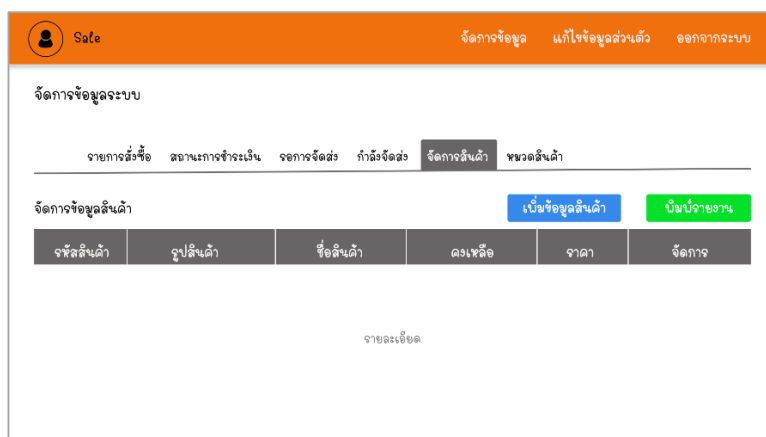 Sale จัดการข้อมูล แก้ไขข้อมูลส่วนตัว ออกจากระบบ
จัดการข้อมูลระบบ
รายการสั่งซื้อ สถานะการชำระเงิน รอการจัดส่ง กำลังจัดส่ง จัดการสินค้า หมวดสินค้า
จัดการข้อมูลสินค้า เพิ่มข้อมูลสินค้า พิมพ์รายงาน
รหัสสินค้า รูปสินค้า ชื่อสินค้า คงเหลือ ราคา จัดการ
รายละเอียด